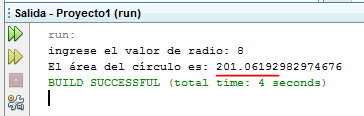 Salida - Proyecto1 (run)
run:
ingrese el valor de radio: 8
El área del círculo es: 201.06192982974676
BUILD SUCCESSFUL (total time: 4 seconds)